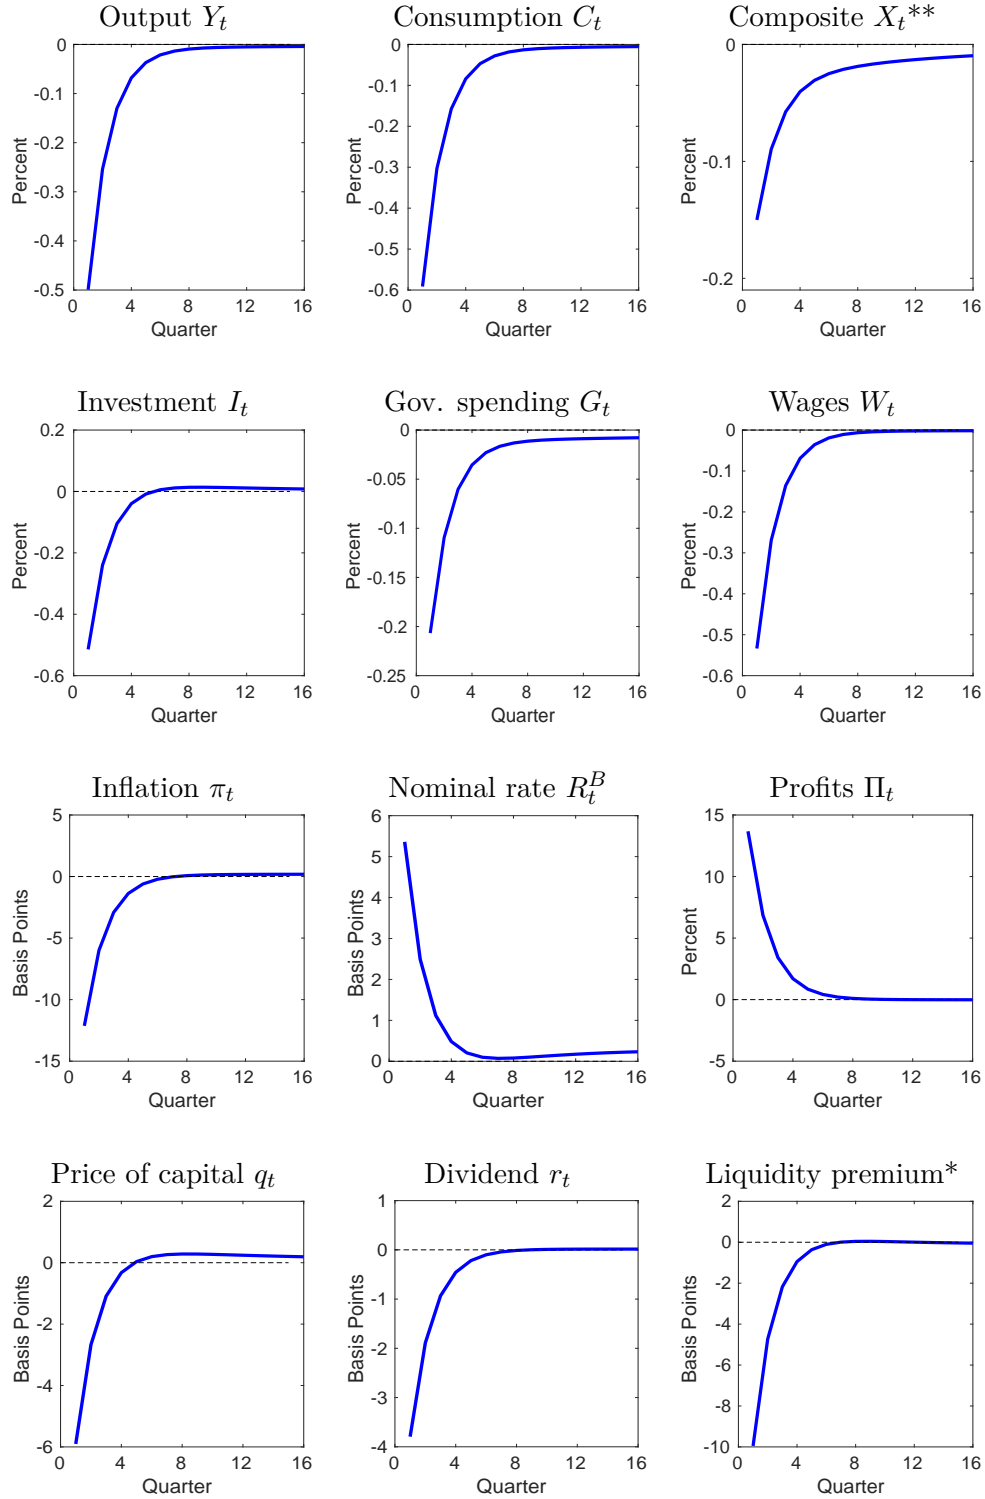 Output Y_t Consumption C_t Composite X_t**
0 0 0
-0.1 -0.1
-0.2 -0.2 -0.1
-0.3 -0.3
-0.4 -0.4
-0.5 -0.5 -0.2
-0.6
Percent Percent Percent
0 4 8 12 16 0 4 8 12 16 0 4 8 12 16
Quarter Quarter Quarter
Investment I_t Gov. spending G_t Wages W_t
0.2 0 0
0 -0.05 -0.1
-0.2 -0.1 -0.2
-0.4 -0.15 -0.3
-0.6 -0.2 -0.4
-0.25 -0.5
-0.6
Percent Percent Percent
0 4 8 12 16 0 4 8 12 16 0 4 8 12 16
Quarter Quarter Quarter
Inflation π_t Nominal rate R_t^B Profits Π_t
5 6 15
0 5 10
-5 4 5
-10 3 0
-15 2 -5
1
0
Basis Points Basis Points Percent
0 4 8 12 16 0 4 8 12 16 0 4 8 12 16
Quarter Quarter Quarter
Price of capital q_t Dividend r_t Liquidity premium*
2 1 2
0 0 0
-2 -1 -2
-4 -2 -4
-6 -3 -6
-4 -8
-10
Basis Points Basis Points Basis Points
0 4 8 12 16 0 4 8 12 16 0 4 8 12 16
Quarter Quarter Quarter